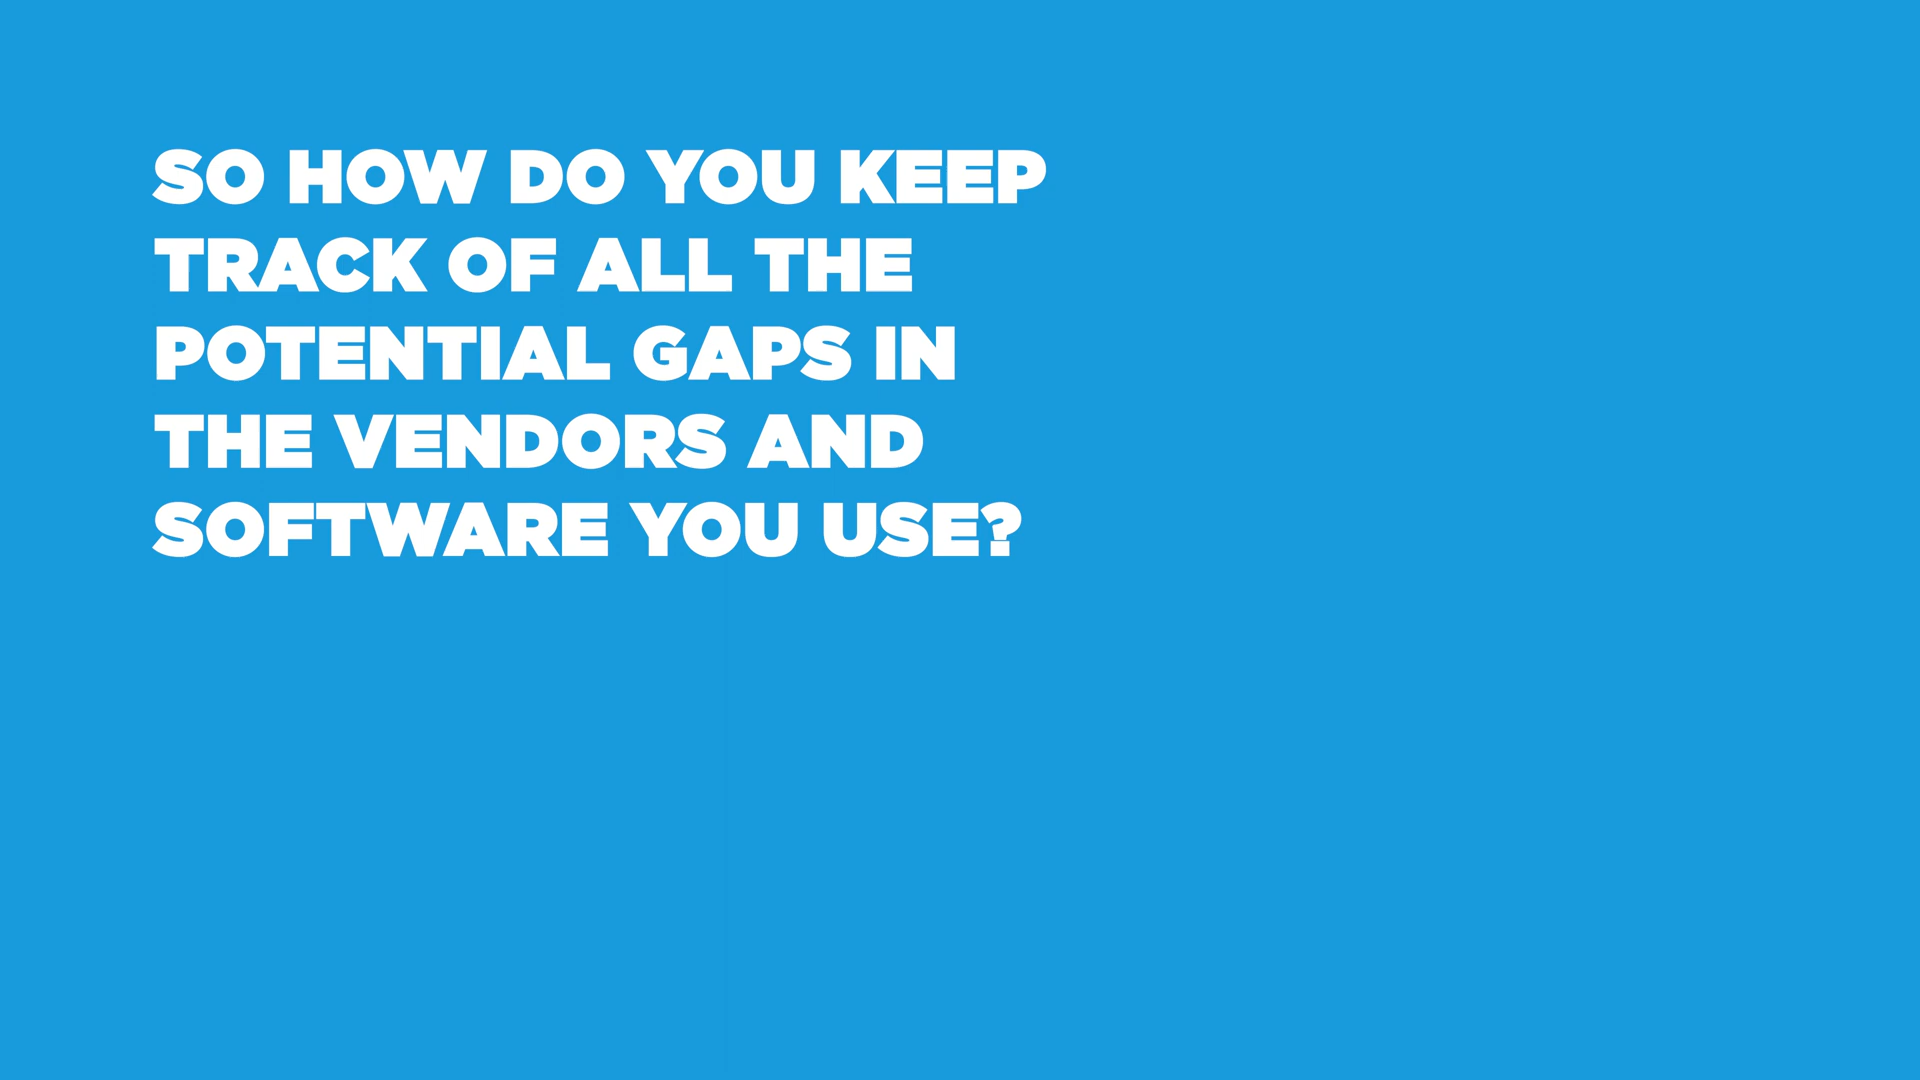 SO HOW DO YOU KEEP
TRACK OF ALL THE
POTENTIAL GAPS IN
THE VENDORS AND
SOFTWARE YOU USE?